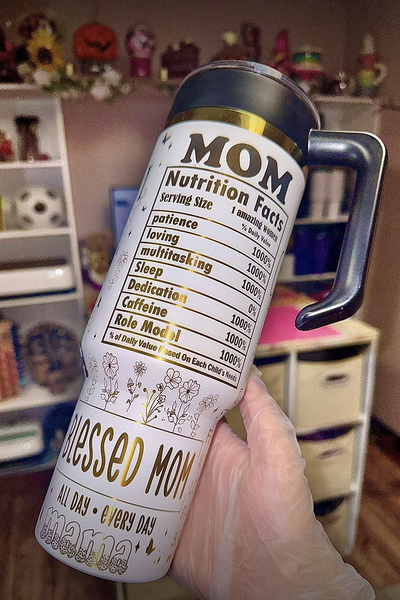 MOM
Nutrition Facts
Serving Size 1 amazing women
% Daily Value
patience 1000%
loving 1000%
multitasking 1000%
Sleep 0%
Dedication 1000%
Caffeine 1000%
Role Model 1000%
% of Daily Value Based On Each Child's Needs
BLESSED MOM
ALL DAY • EVERY DAY
mama